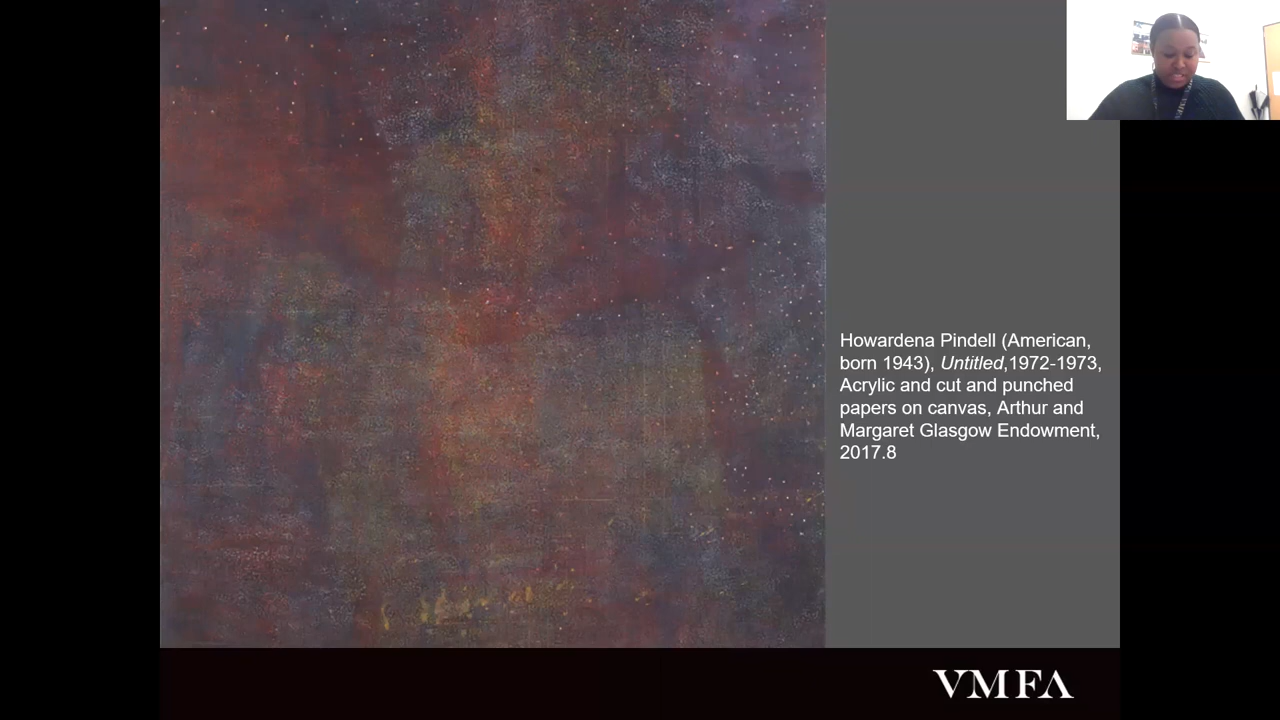 Howardena Pindell (American,
born 1943), Untitled,1972-1973,
Acrylic and cut and punched
papers on canvas, Arthur and
Margaret Glasgow Endowment,
2017.8
VMFA